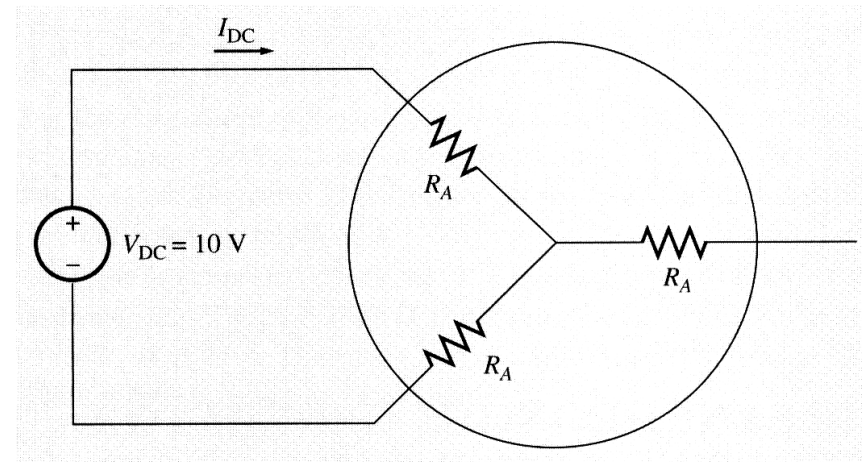 I_DC
R_A
+
–
V_DC = 10 V
R_A
R_A